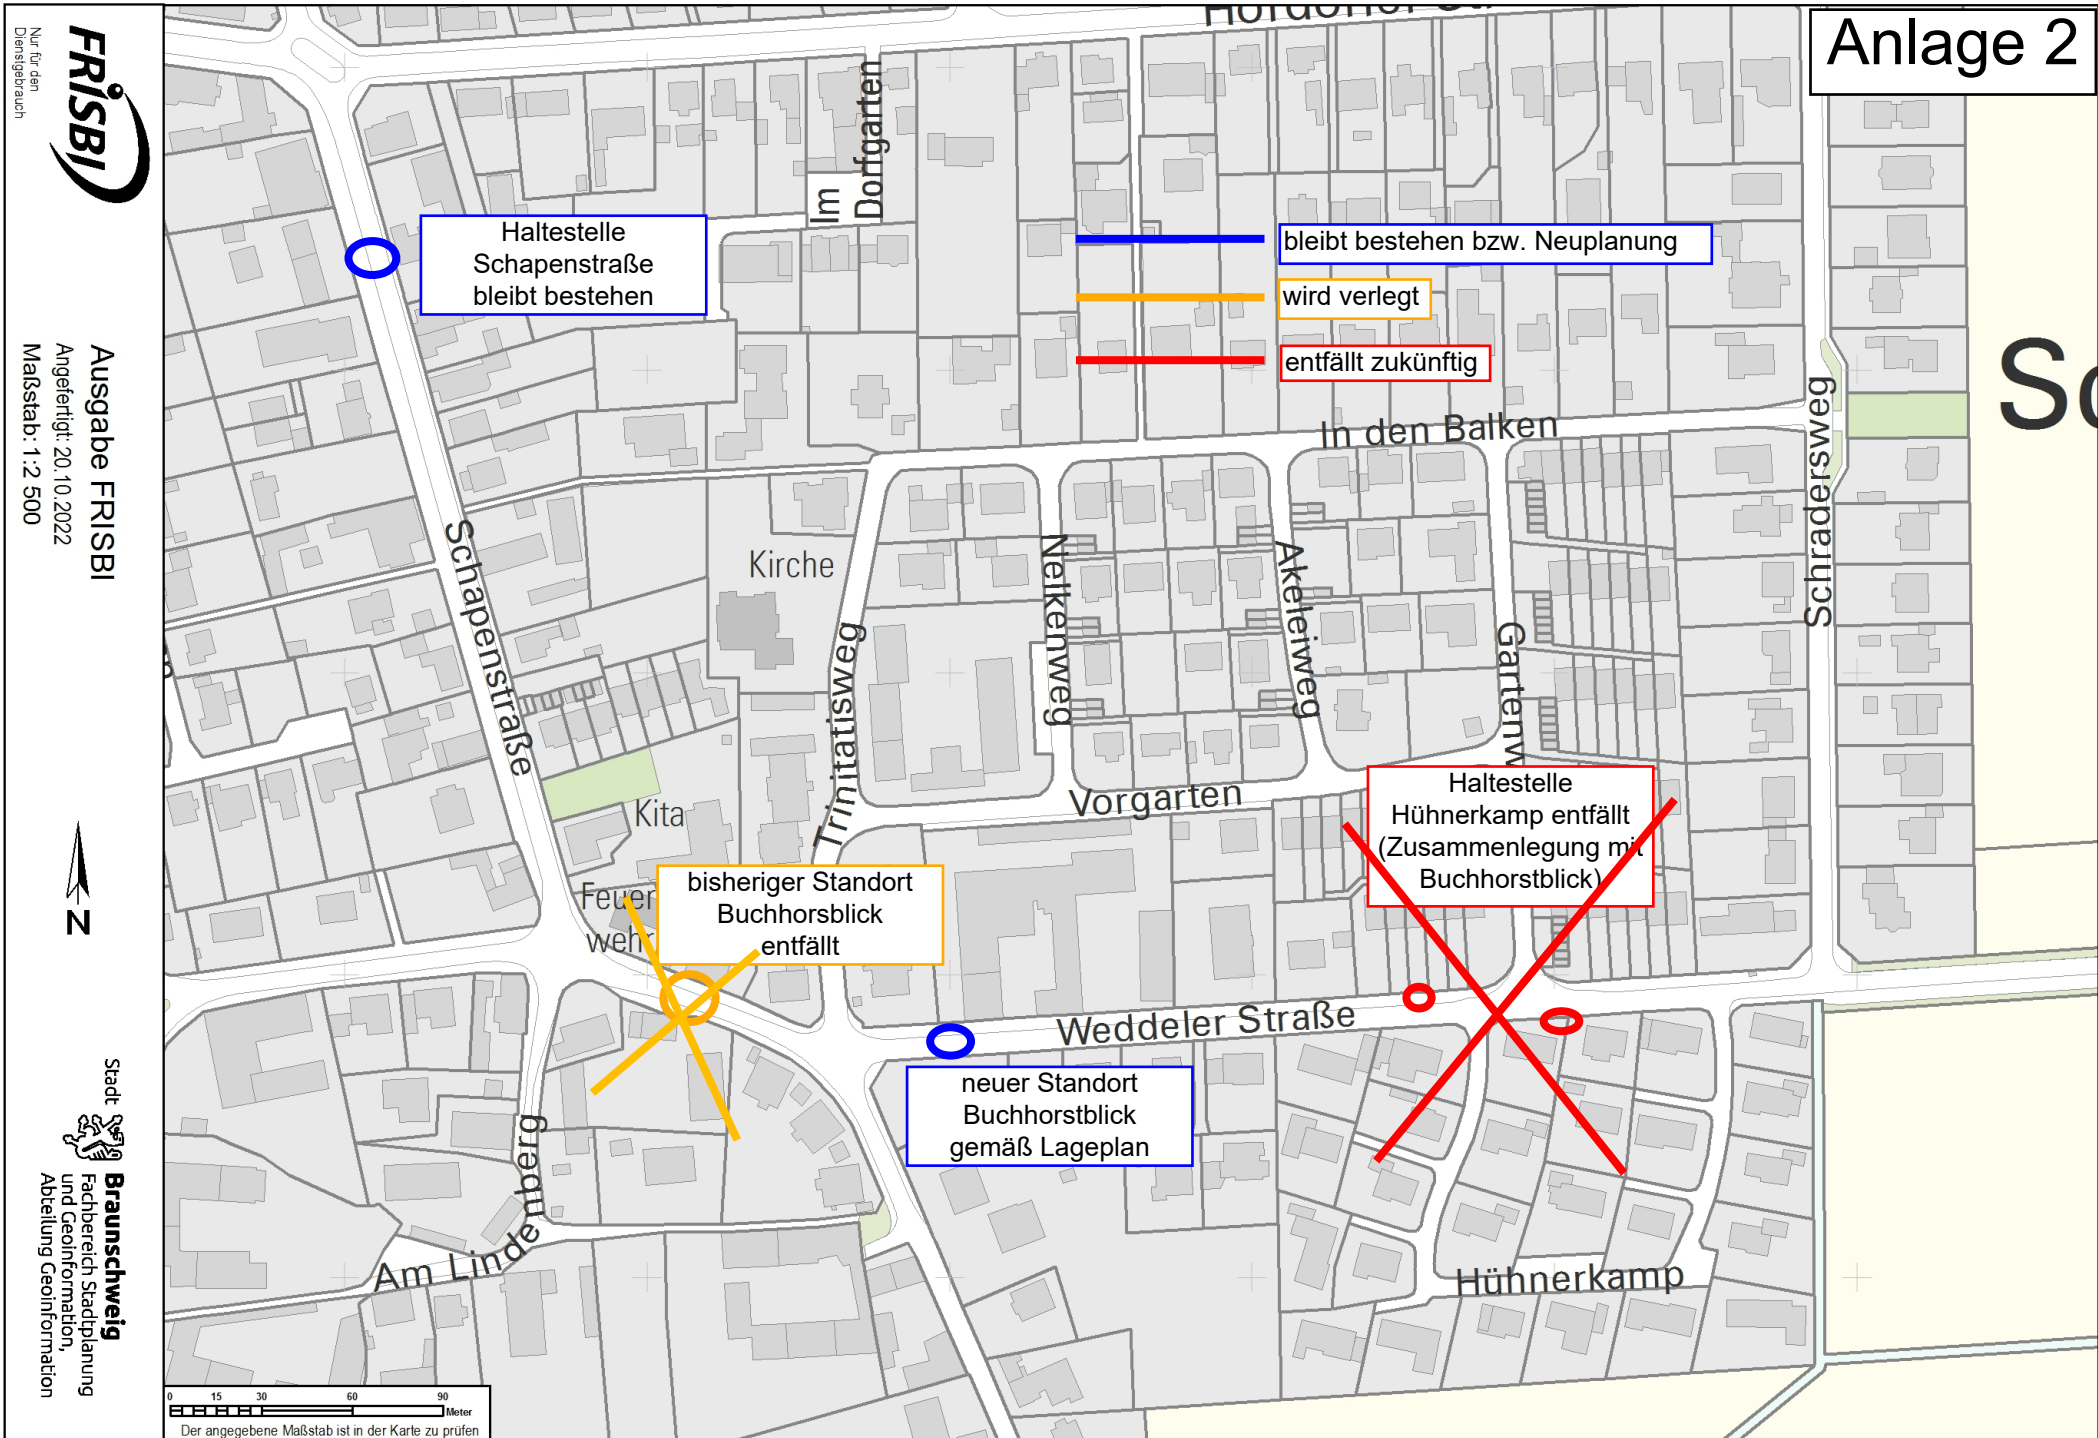 Anlage 2
FRISBI
Nur für den
Dienstgebrauch
Ausgabe FRISBI
Angefertigt: 20.10.2022
Maßstab: 1:2 500
N
Stadt
Braunschweig
Fachbereich Stadtplanung
und Geoinformation,
Abteilung Geoinformation
Im
Dorfgarten
Haltestelle
Schapenstraße
bleibt bestehen
bleibt bestehen bzw. Neuplanung
wird verlegt
entfällt zukünftig
In den Balken
Schradersweg
Schapenstraße
Kirche
Trinitatisweg
Nelkenweg
Akeleiweg
Gartenw
Vorgarten
Kita
Feuer
wehr
bisheriger Standort
Buchhorsblick
entfällt
Haltestelle
Hühnerkamp entfällt
(Zusammenlegung mit
Buchhorstblick)
Weddeler Straße
neuer Standort
Buchhorstblick
gemäß Lageplan
Am Lindenberg
Hühnerkamp
0 15 30 60 90
Meter
Der angegebene Maßstab ist in der Karte zu prüfen